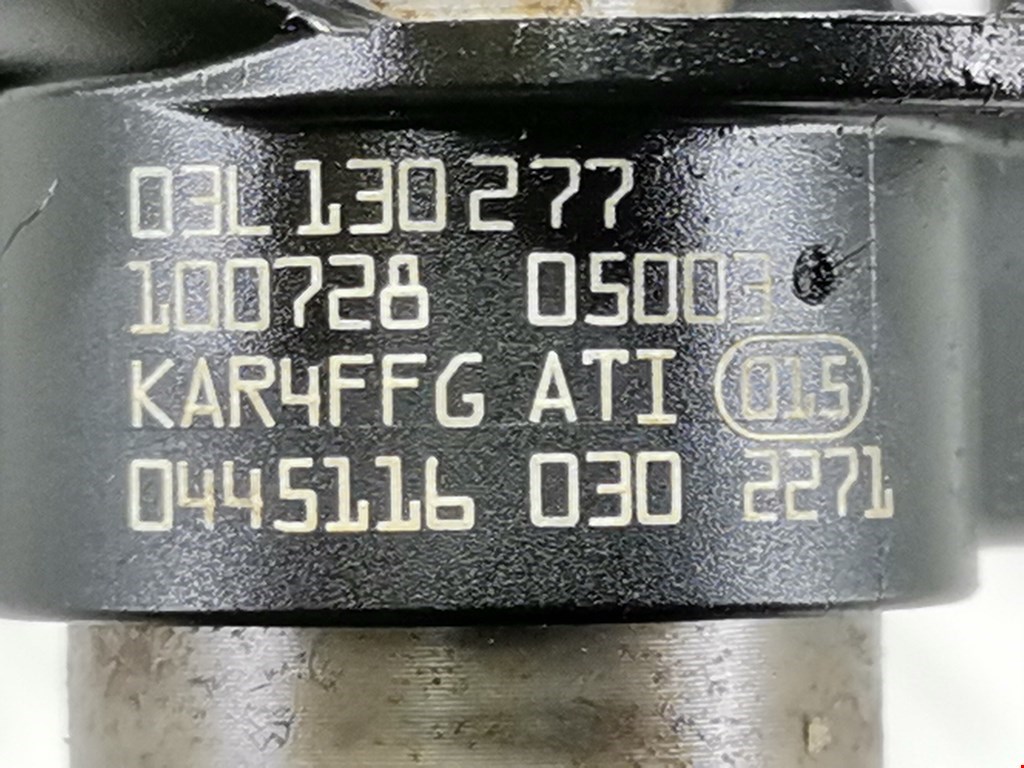 03L 130 277
100728 05003
KAR4FFG ATI 015
0445116 030 2271